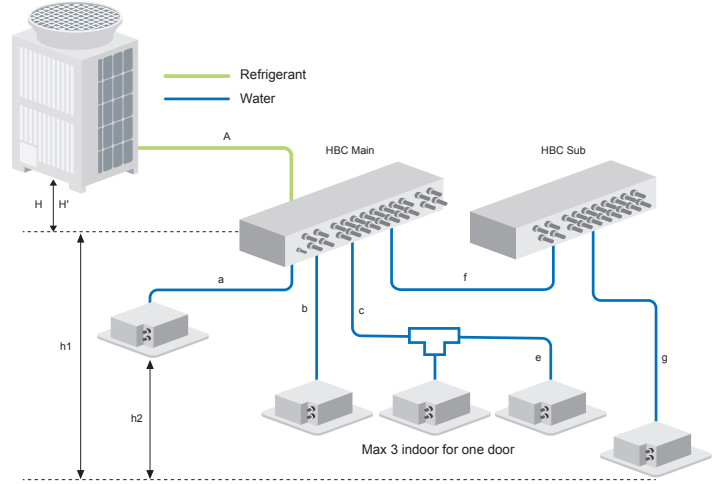 Refrigerant
Water
A
HBC Main
HBC Sub
H H'
a
f
b
c
h1
e
g
h2
Max 3 indoor for one door